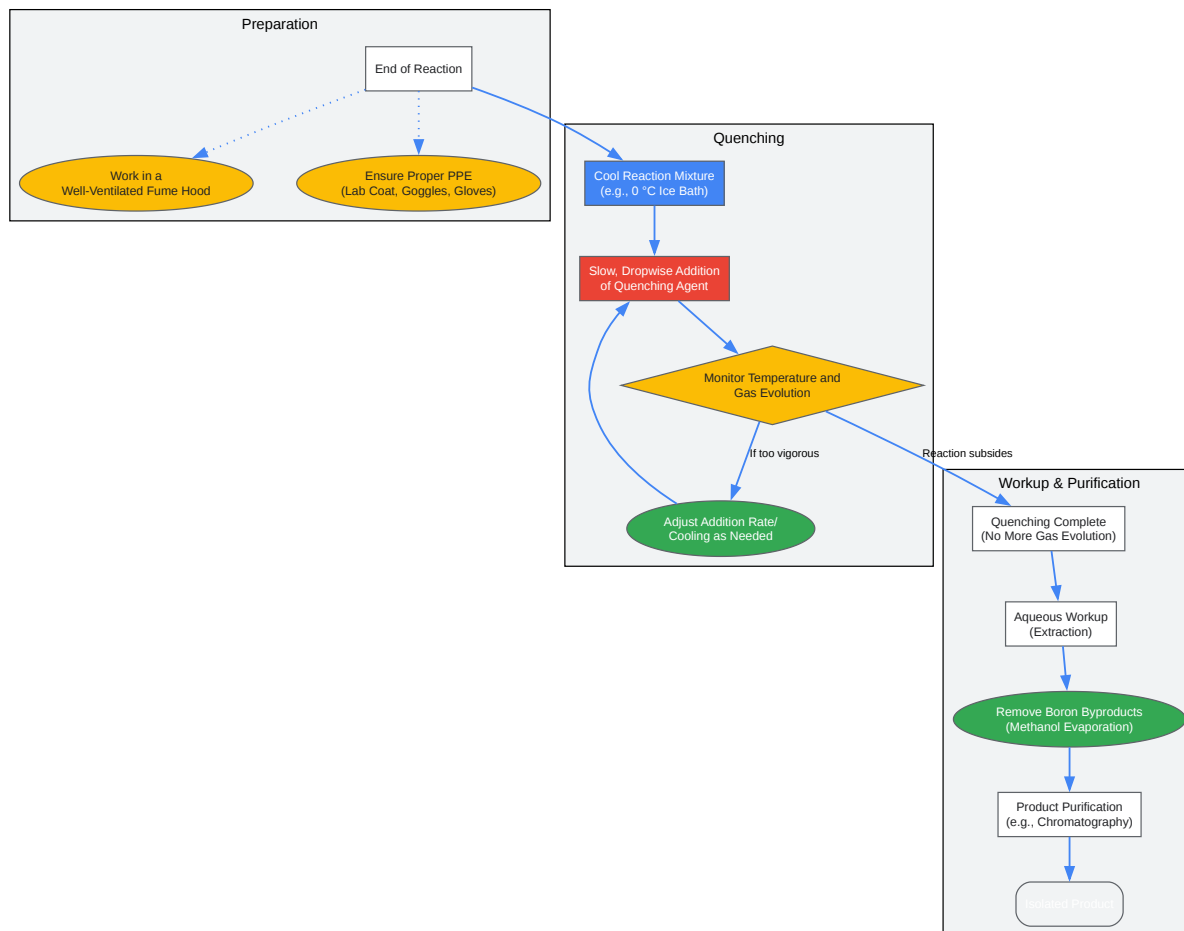 Preparation
End of Reaction
Work in a
Well-Ventilated Fume Hood
Ensure Proper PPE
(Lab Coat, Goggles, Gloves)
Quenching
Cool Reaction Mixture
(e.g., 0 °C Ice Bath)
Slow, Dropwise Addition
of Quenching Agent
Monitor Temperature and
Gas Evolution
If too vigorous
Reaction subsides
Adjust Addition Rate/
Cooling as Needed
Workup & Purification
Quenching Complete
(No More Gas Evolution)
Aqueous Workup
(Extraction)
Remove Boron Byproducts
(Methanol Evaporation)
Product Purification
(e.g., Chromatography)
Isolated Product